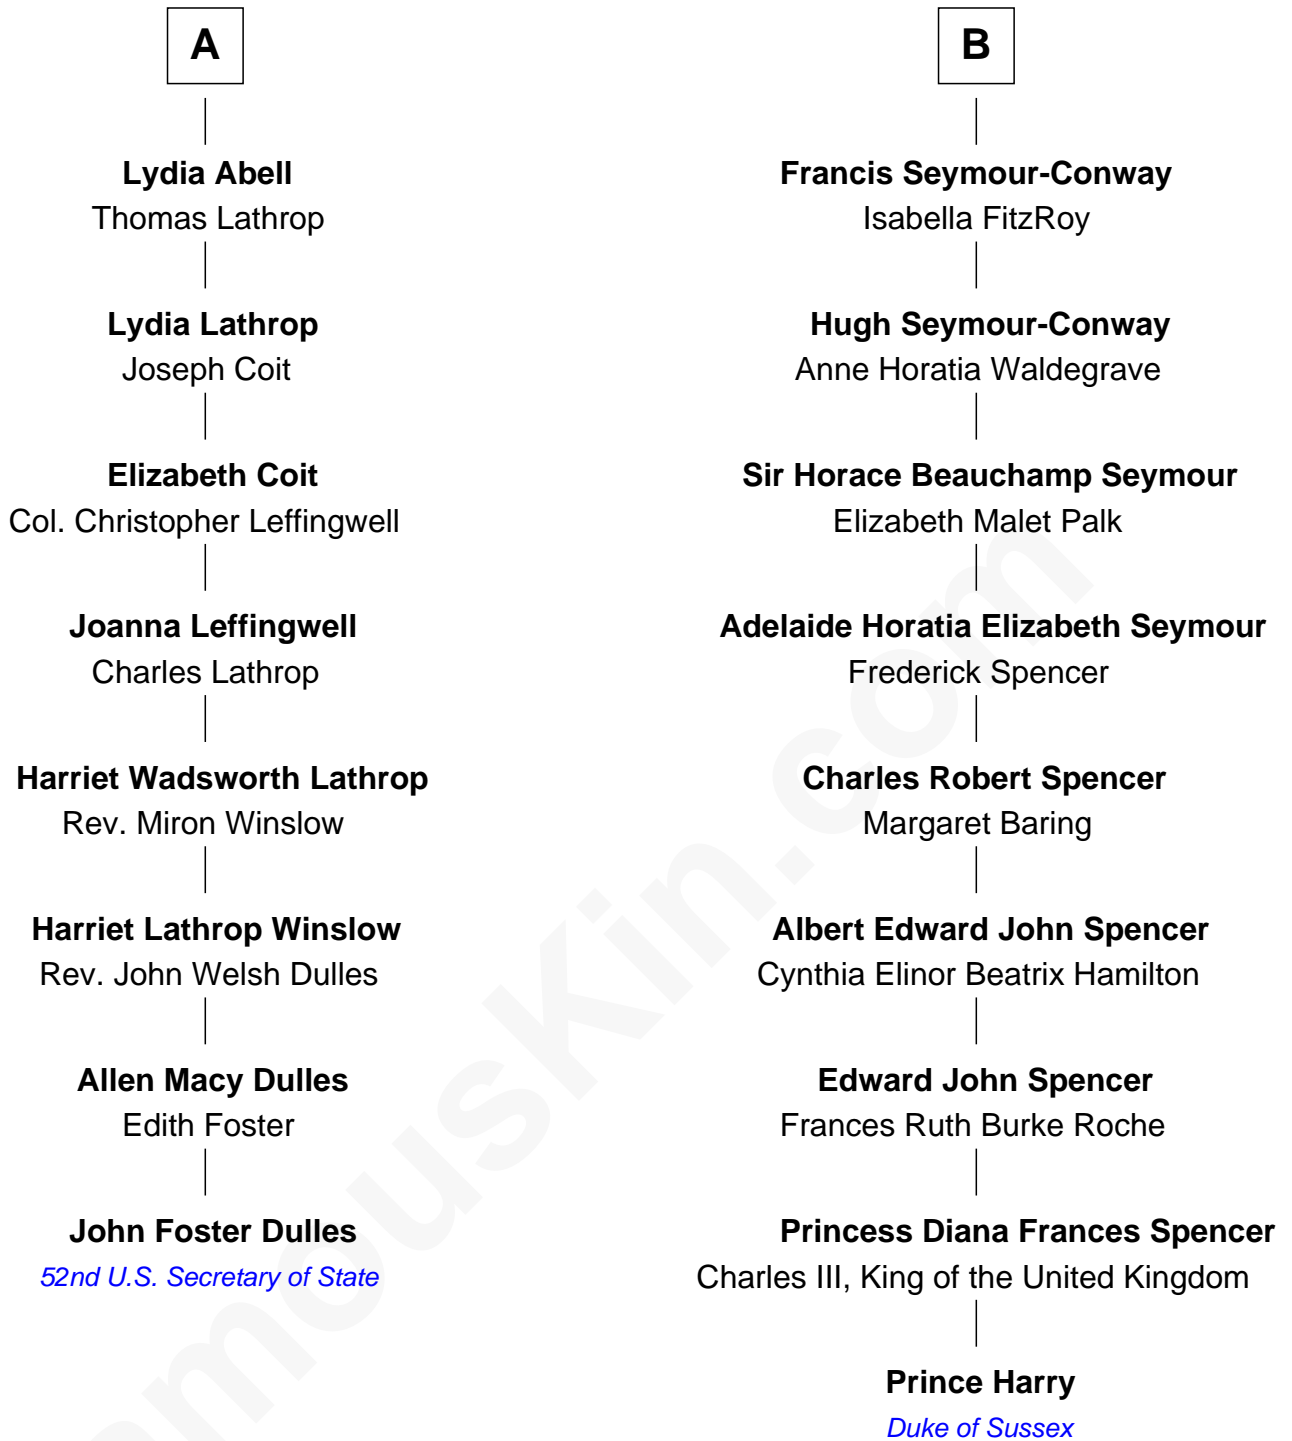 A
Lydia Abell
Thomas Lathrop
Lydia Lathrop
Joseph Coit
Elizabeth Coit
Col. Christopher Leffingwell
Joanna Leffingwell
Charles Lathrop
Harriet Wadsworth Lathrop
Rev. Miron Winslow
Harriet Lathrop Winslow
Rev. John Welsh Dulles
Allen Macy Dulles
Edith Foster
John Foster Dulles
52nd U.S. Secretary of State
B
Francis Seymour-Conway
Isabella FitzRoy
Hugh Seymour-Conway
Anne Horatia Waldegrave
Sir Horace Beauchamp Seymour
Elizabeth Malet Palk
Adelaide Horatia Elizabeth Seymour
Frederick Spencer
Charles Robert Spencer
Margaret Baring
Albert Edward John Spencer
Cynthia Elinor Beatrix Hamilton
Edward John Spencer
Frances Ruth Burke Roche
Princess Diana Frances Spencer
Charles III, King of the United Kingdom
Prince Harry
Duke of Sussex
amousKin.com